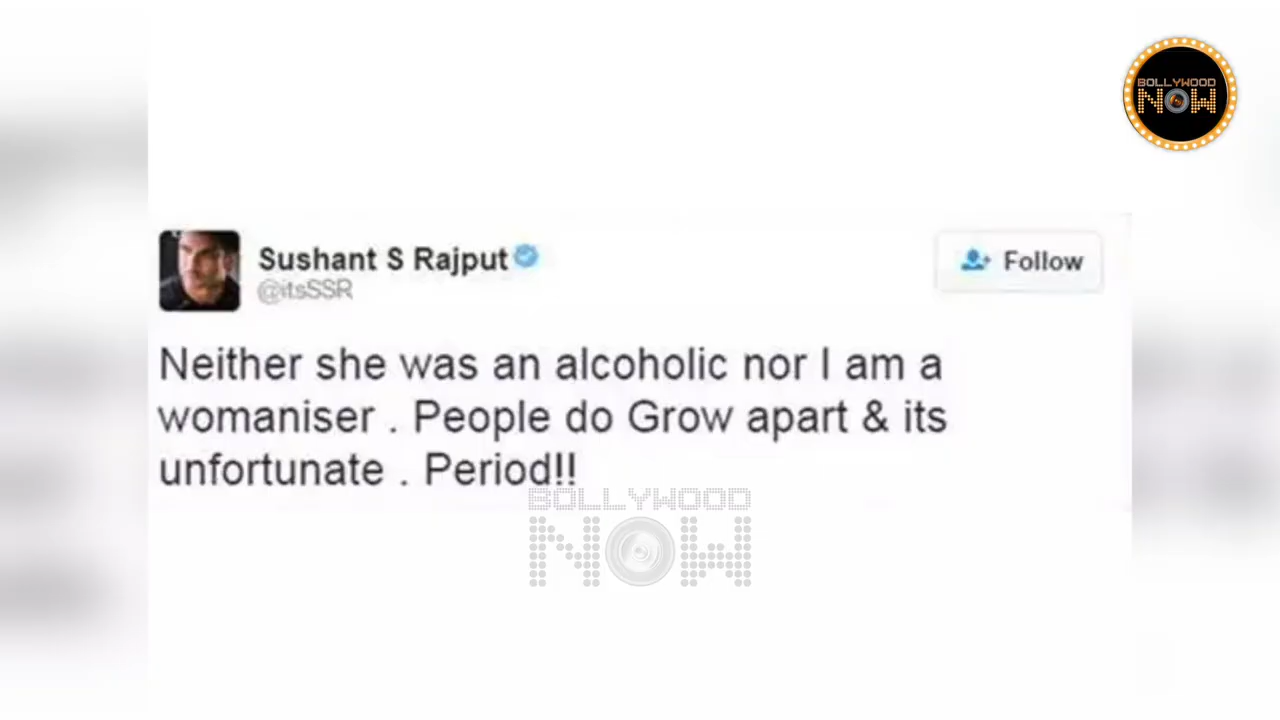 BOLLYWOOD
NOW
Sushant S Rajput
@itsSSR
Follow
Neither she was an alcoholic nor I am a
womaniser . People do Grow apart & its
unfortunate . Period!!
BOLLYWOOD
NOW